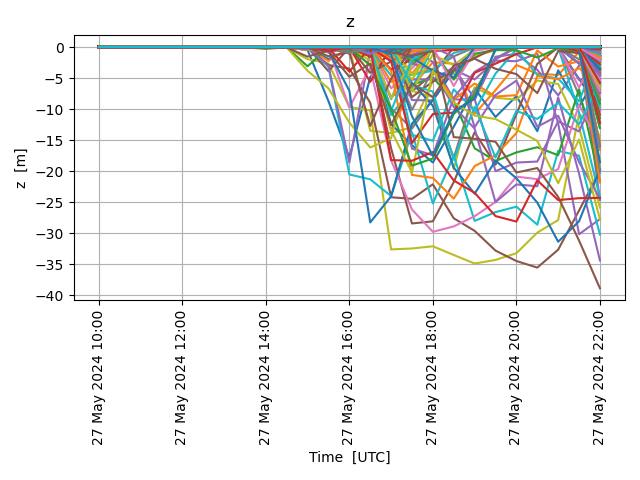 z
0
−5
−10
−15
−20
−25
−30
−35
−40
z [m]
27 May 2024 10:00
27 May 2024 12:00
27 May 2024 14:00
27 May 2024 16:00
27 May 2024 18:00
27 May 2024 20:00
27 May 2024 22:00
Time [UTC]